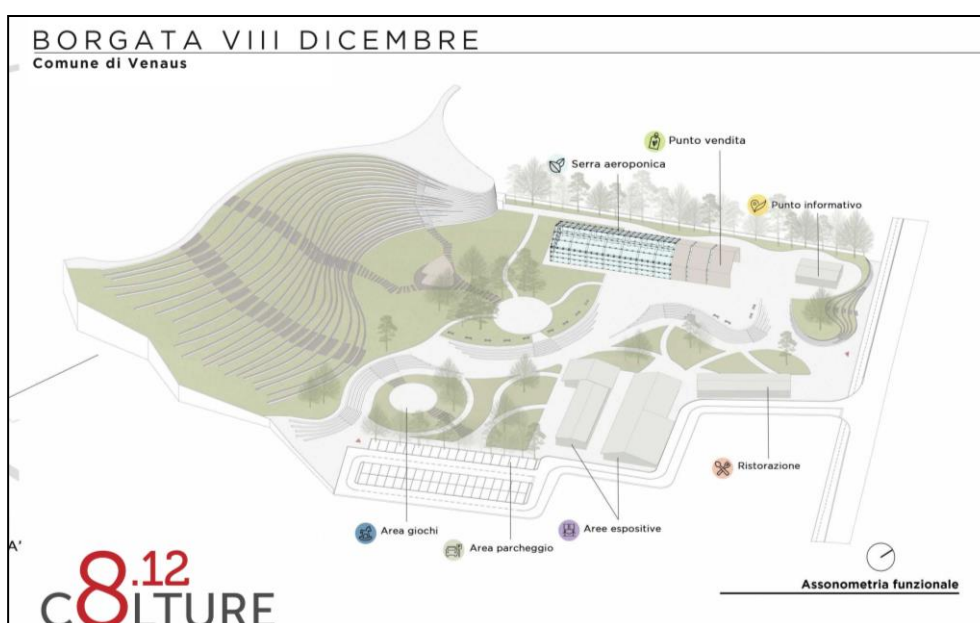 BORGATA VIII DICEMBRE
Comune di Venaus
Punto vendita
Serra aeroponica
Punto informativo
Ristorazione
Area giochi
Aree espositive
Area parcheggio
A'
8.12
C8LTURE
Assonometria funzionale